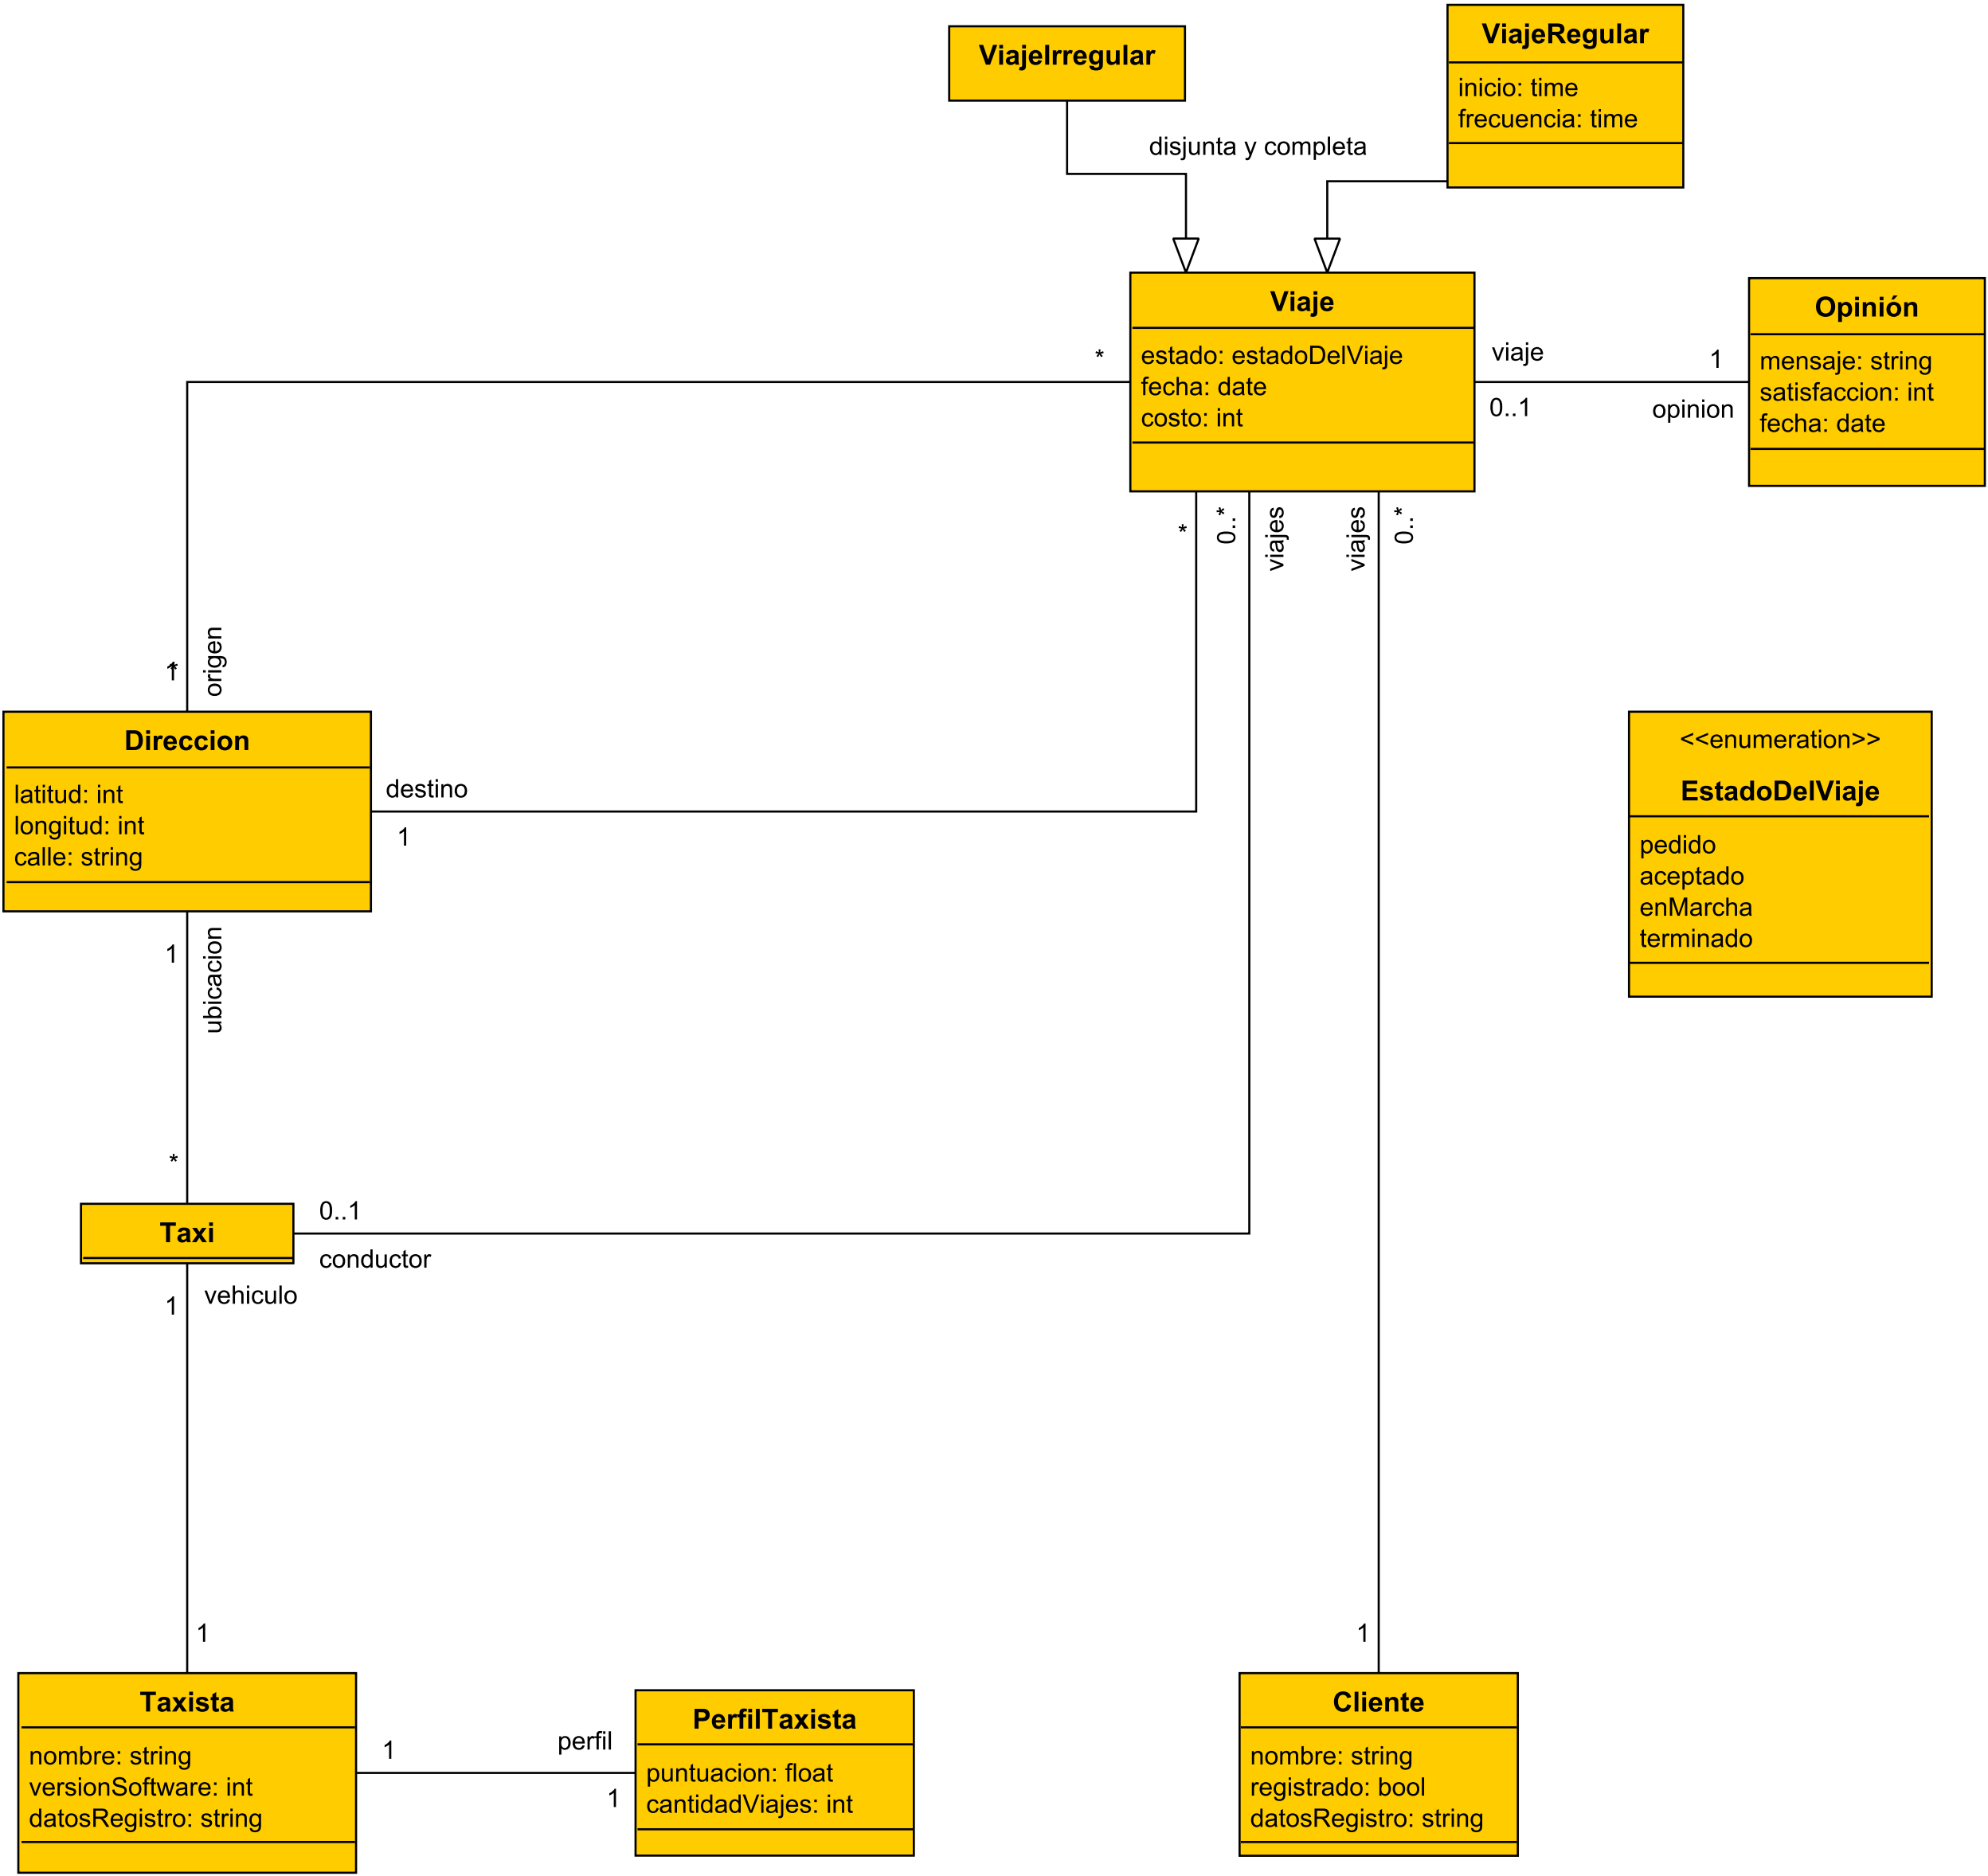 ViajeIrregular
ViajeRegular
inicio: time
frecuencia: time
disjunta y completa
Viaje
estado: estadoDelViaje
fecha: date
costo: int
Opinión
mensaje: string
satisfaccion: int
fecha: date
viaje
0..1
1
opinion
*
*
0..*
viajes
viajes
0..*
1
*
origen
Direccion
latitud: int
longitud: int
calle: string
destino
1
<<enumeration>>
EstadoDelViaje
pedido
aceptado
enMarcha
terminado
1
ubicacion
*
Taxi
0..1
conductor
vehiculo
1
1
Taxista
nombre: string
versionSoftware: int
datosRegistro: string
1
perfil
1
PerfilTaxista
puntuacion: float
cantidadViajes: int
1
Cliente
nombre: string
registrado: bool
datosRegistro: string